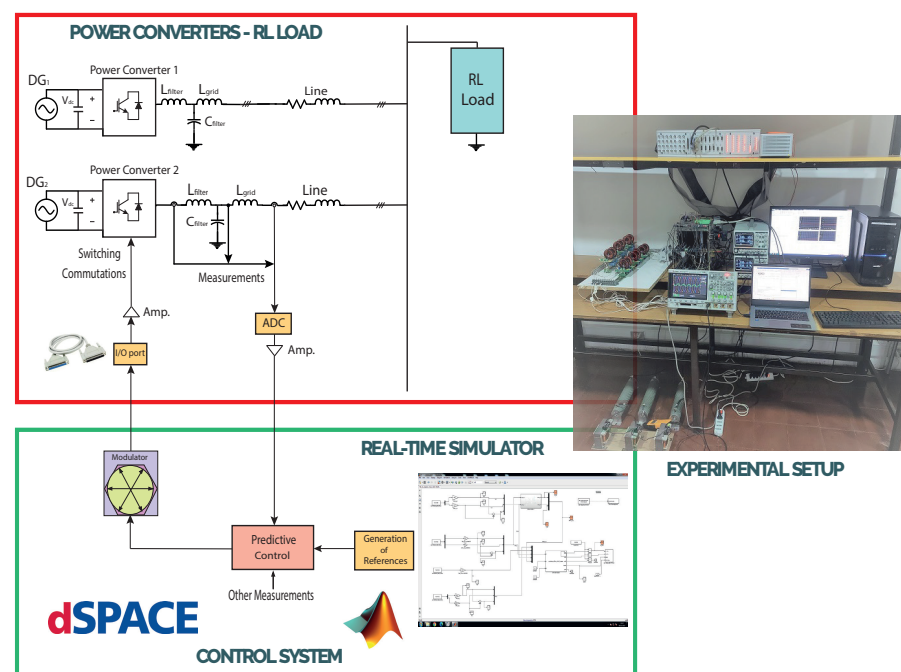 POWER CONVERTERS - RL LOAD
Power Converter 1
DG1
Vdc
+
−
Lfilter
Lgrid
Cfilter
Line
RL
Load
Power Converter 2
DG2
Vdc
+
−
Lfilter
Lgrid
Cfilter
Line
Switching
Commutations
Measurements
Amp.
ADC
Amp.
I/O port
REAL-TIME SIMULATOR
EXPERIMENTAL SETUP
Modulator
Predictive
Control
Generation
of
References
Other Measurements
dSPACE
CONTROL SYSTEM